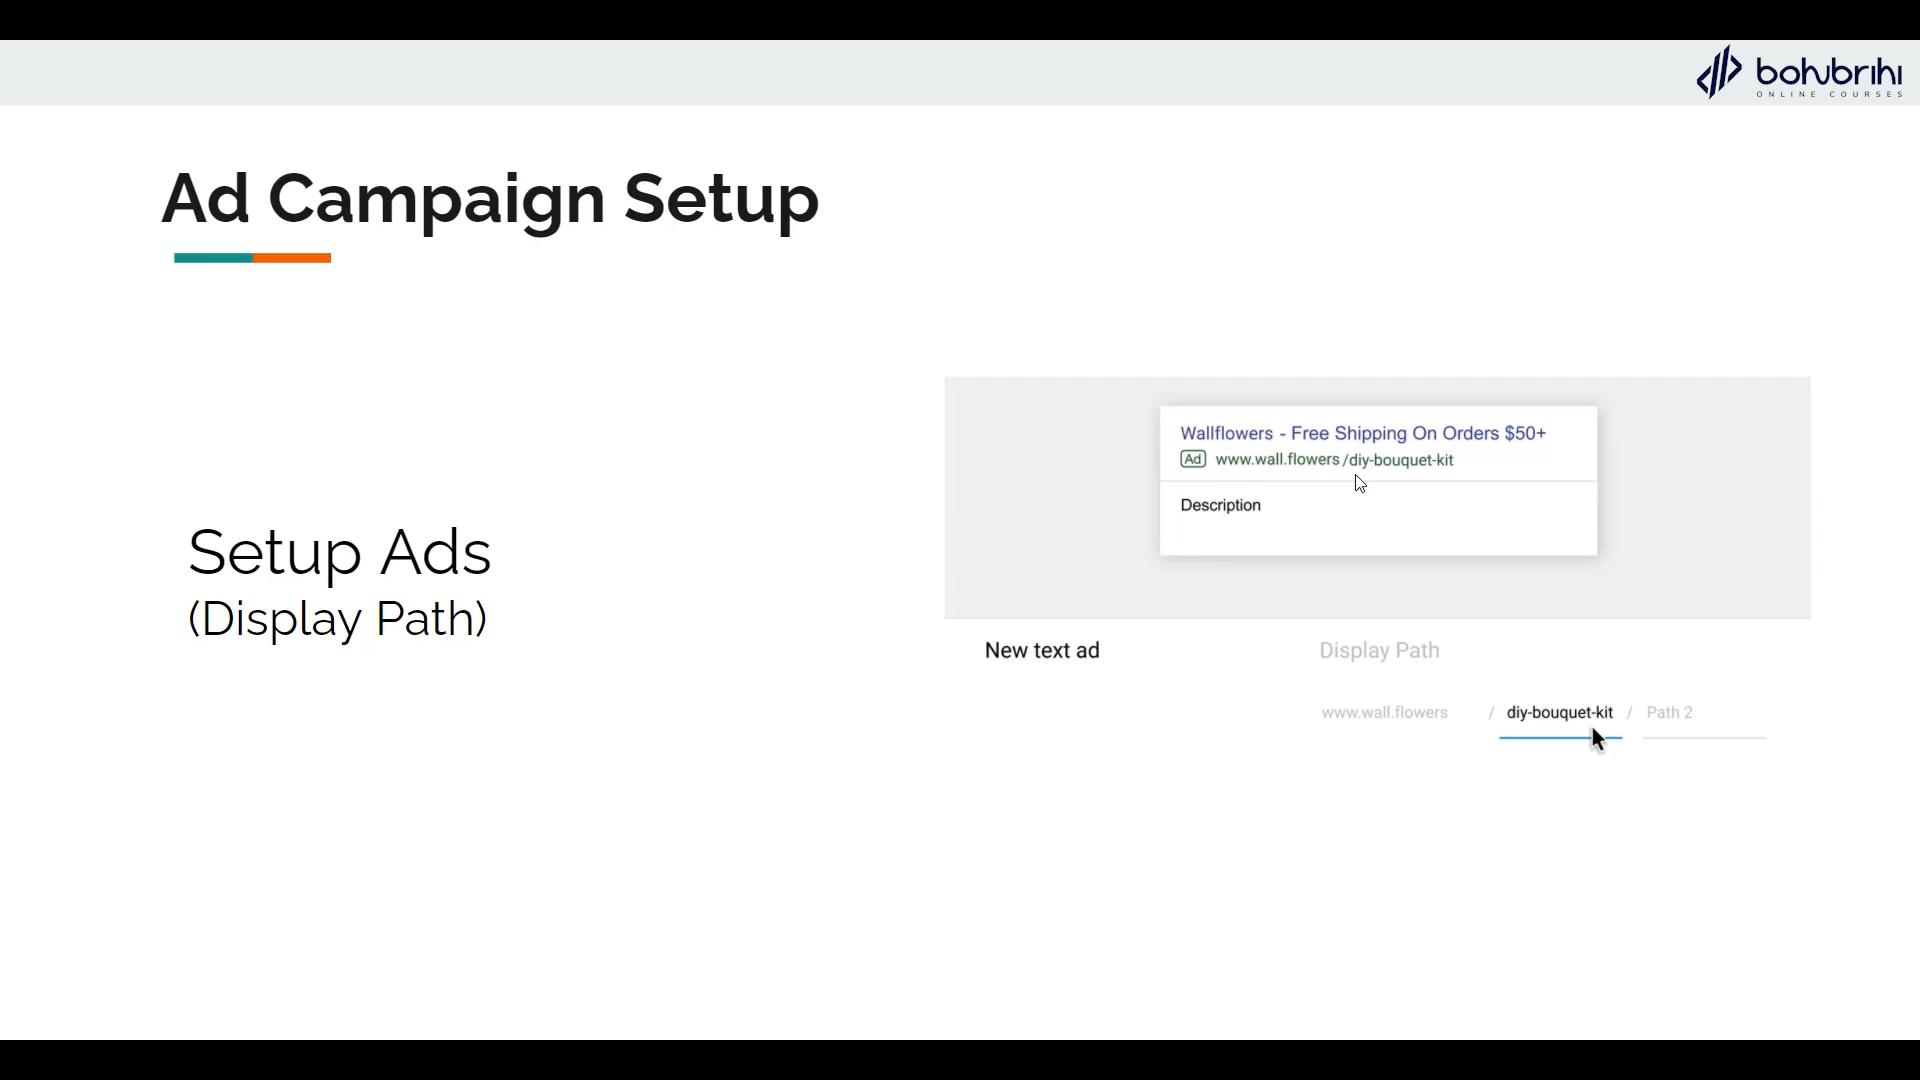 bohubrihi
ONLINE COURSES
Ad Campaign Setup
Setup Ads
(Display Path)
Wallflowers - Free Shipping On Orders $50+
Ad www.wall.flowers/diy-bouquet-kit
Description
New text ad
Display Path
www.wall.flowers / diy-bouquet-kit / Path 2